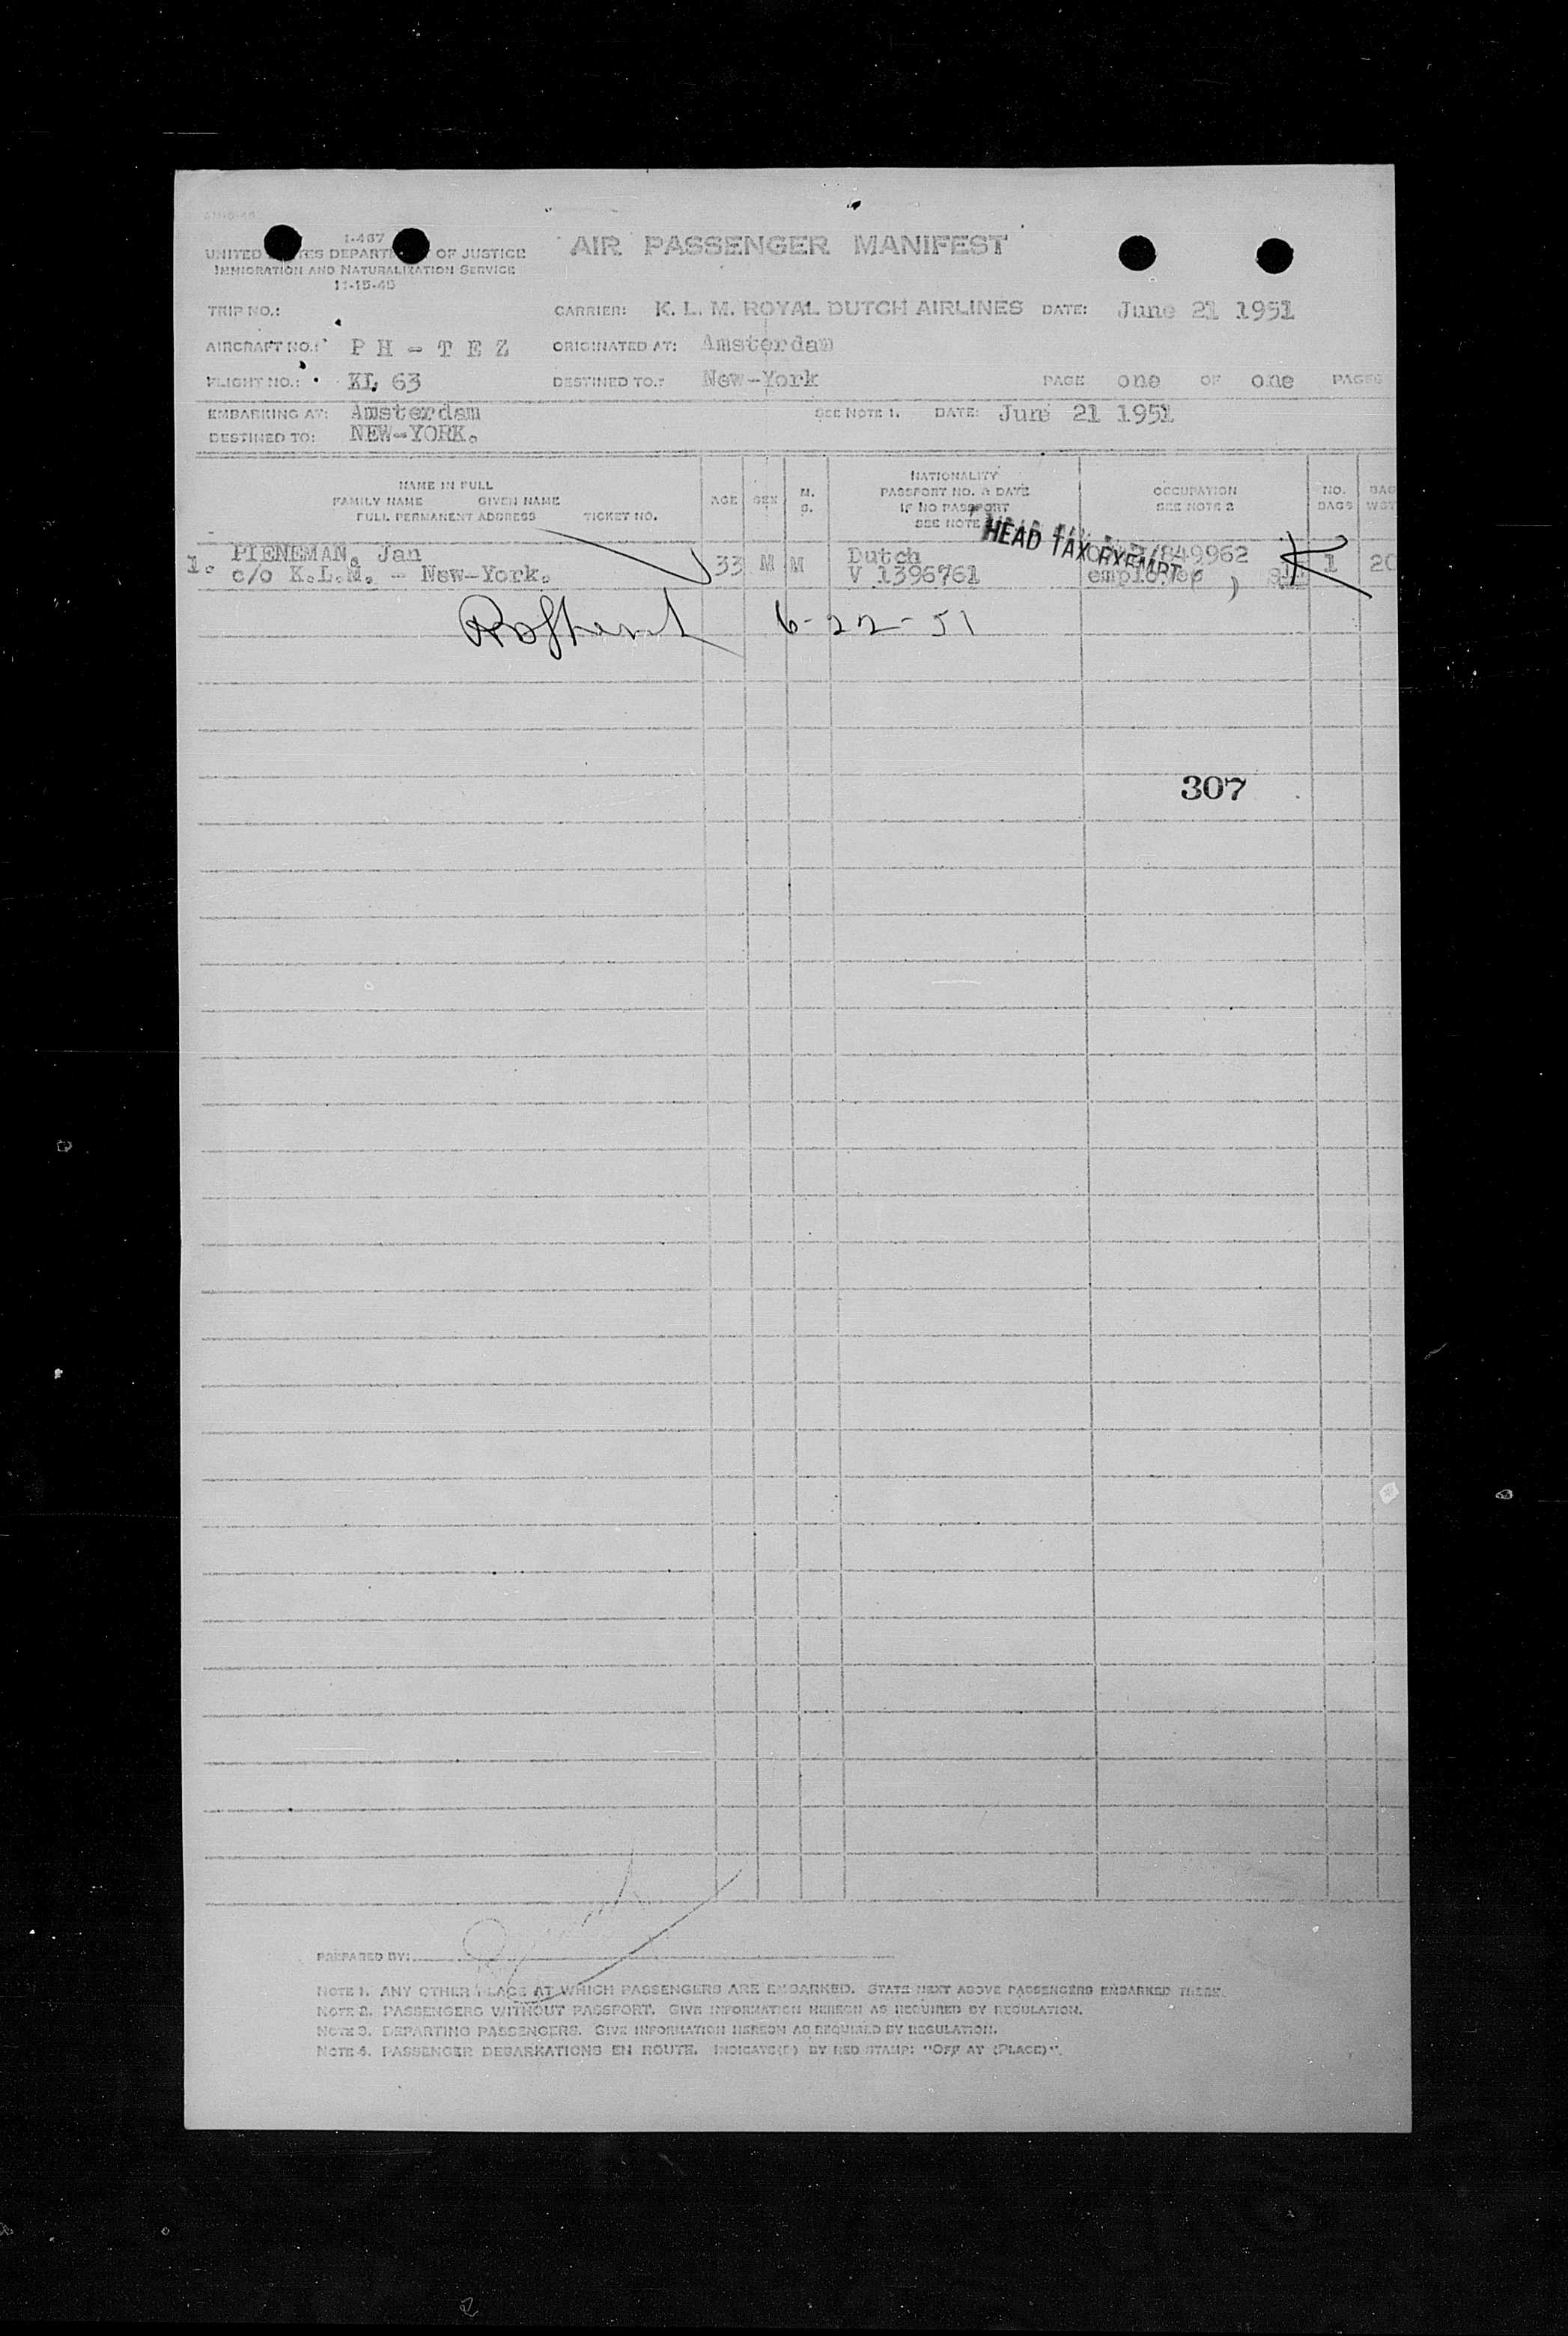 I-467
UNITED STATES DEPARTMENT OF JUSTICE
IMMIGRATION AND NATURALIZATION SERVICE
11-15-45
AIR PASSENGER MANIFEST
TRIP NO.: CARRIER: K. L. M. ROYAL DUTCH AIRLINES DATE: June 21 1951
AIRCRAFT NO.: P H - T E Z ORIGINATED AT: Amsterdam
FLIGHT NO.: KL 63 DESTINED TO.: New-York PAGE one OF one PAGES
EMBARKING AT: Amsterdam SEE NOTE 1. DATE: June 21 1951
DESTINED TO: NEW-YORK.
NAME IN FULL
FAMILY NAME GIVEN NAME
FULL PERMANENT ADDRESS TICKET NO.
AGE SEX M. S.
NATIONALITY
PASSPORT NO. & DATE
IF NO PASSPORT
SEE NOTE
OCCUPATION
SEE NOTE 2
NO. BAGS
BAG WGT
HEAD TAX EXEMPT
1. PIENEMAN, Jan 33 M M Dutch /849962 1 20
c/o K.L.M. - New-York. V 1396761 employee
6-22-51
307
PREPARED BY:
NOTE 1. ANY OTHER PLACE AT WHICH PASSENGERS ARE EMBARKED. STATE NEXT ABOVE PASSENGERS EMBARKED THERE.
NOTE 2. PASSENGERS WITHOUT PASSPORT. GIVE INFORMATION HEREON AS REQUIRED BY REGULATION.
NOTE 3. DEPARTING PASSENGERS. GIVE INFORMATION HEREON AS REQUIRED BY REGULATION.
NOTE 4. PASSENGER DEBARKATIONS EN ROUTE. INDICATE(D) BY RED STAMP: "OFF AT (PLACE)".